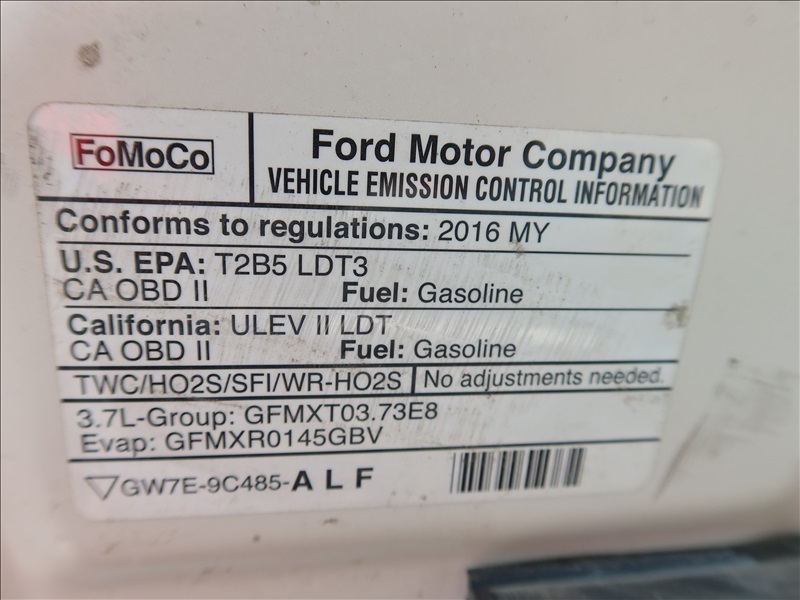 FoMoCo
Ford Motor Company
VEHICLE EMISSION CONTROL INFORMATION
Conforms to regulations: 2016 MY
U.S. EPA: T2B5 LDT3
CA OBD II Fuel: Gasoline
California: ULEV II LDT
CA OBD II Fuel: Gasoline
TWC/HO2S/SFI/WR-HO2S No adjustments needed.
3.7L-Group: GFMXT03.73E8
Evap: GFMXR0145GBV
GW7E-9C485-A L F